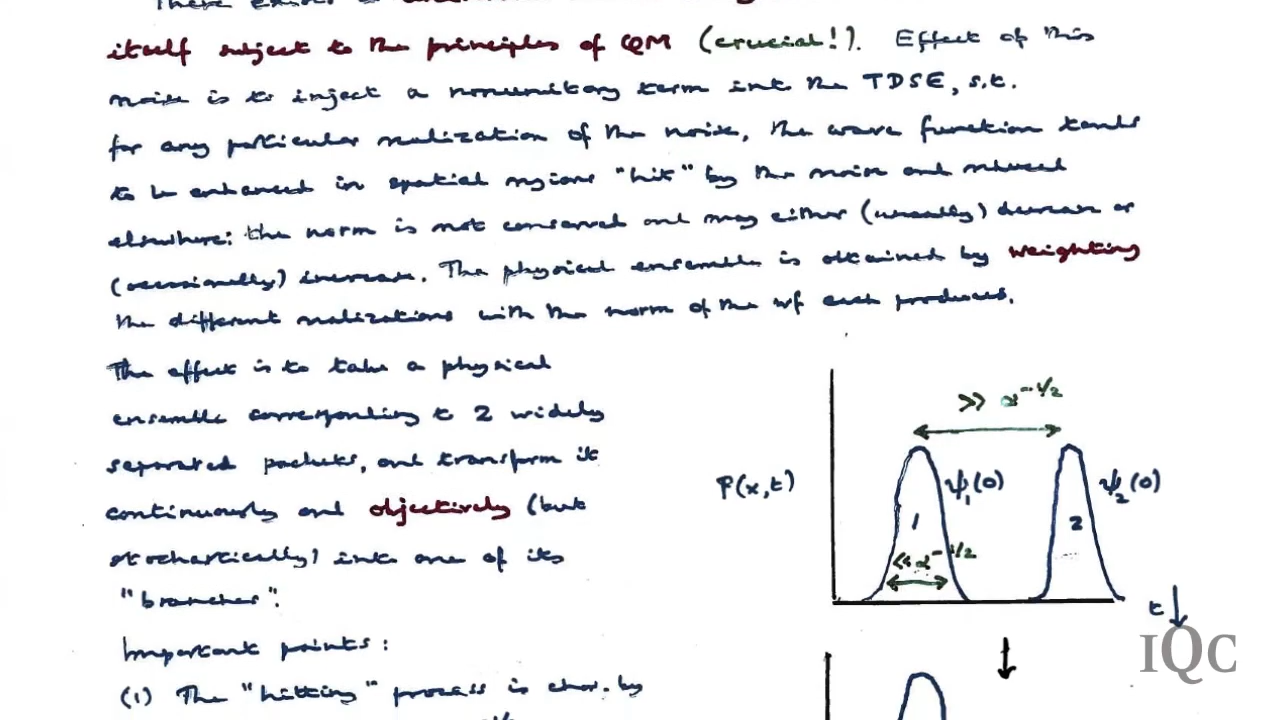 There exists a
itself subject to the principles of QM (crucial!). Effect of this
noise is to inject a nonunitary term into the TDSE, s.t.
for any particular realization of the noise, the wave function tends
to be enhanced in spatial regions "hit" by the noise and reduced
elsewhere: the norm is not conserved and may either (usually) decrease or
(occasionally) increase. The physical ensemble is obtained by weighting
the different realizations with the norm of the wf each produces.
The effect is to take a physical
ensemble corresponding to 2 widely
separated packets, and transform it
continuously and objectively (but
stochastically) into one of its
"branches".
Important points:
(1) The "hitting" process is char. by
≫ α^-1/2
P(x,t)
ψ₁(0)
ψ₂(0)
1
2
≪ α^-1/2
t ↓
IQC